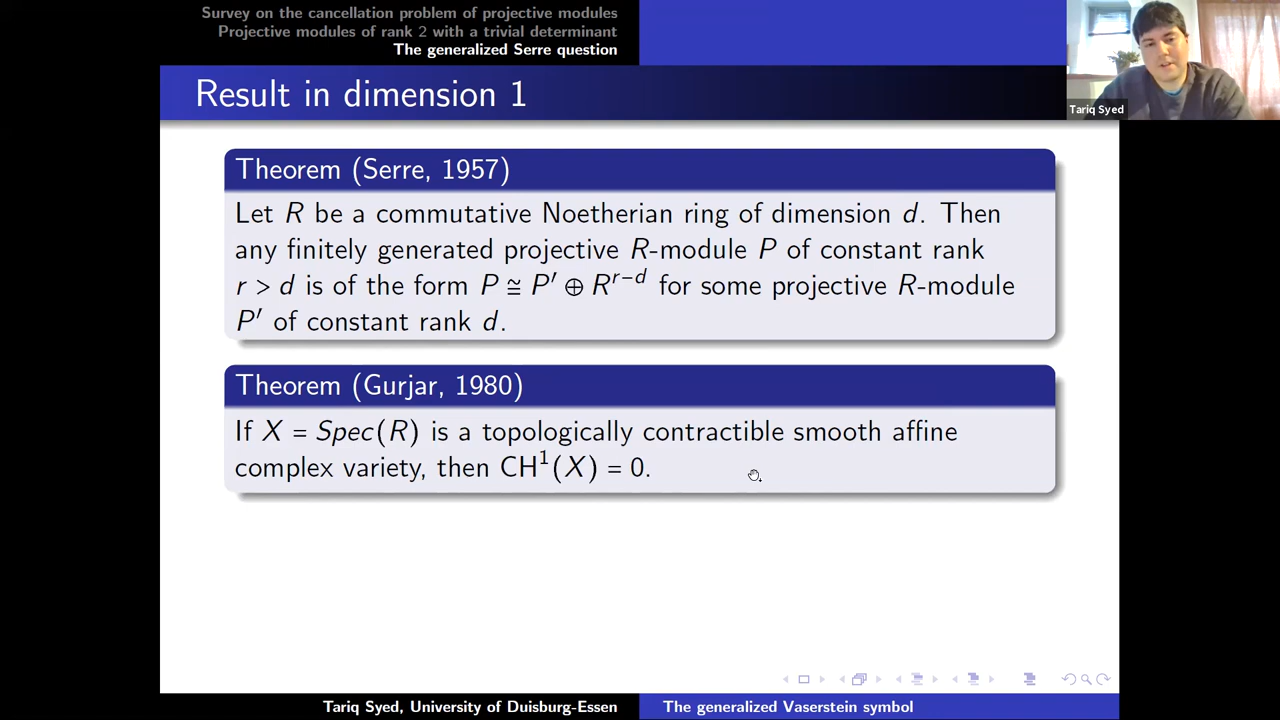 Survey on the cancellation problem of projective modules
Projective modules of rank 2 with a trivial determinant
The generalized Serre question
Result in dimension 1
Tariq Syed
Theorem (Serre, 1957)
Let R be a commutative Noetherian ring of dimension d. Then
any finitely generated projective R-module P of constant rank
r > d is of the form P ≅ P′ ⊕ R^{r−d} for some projective R-module
P′ of constant rank d.
Theorem (Gurjar, 1980)
If X = Spec(R) is a topologically contractible smooth affine
complex variety, then CH¹(X) = 0.
Tariq Syed, University of Duisburg-Essen
The generalized Vaserstein symbol